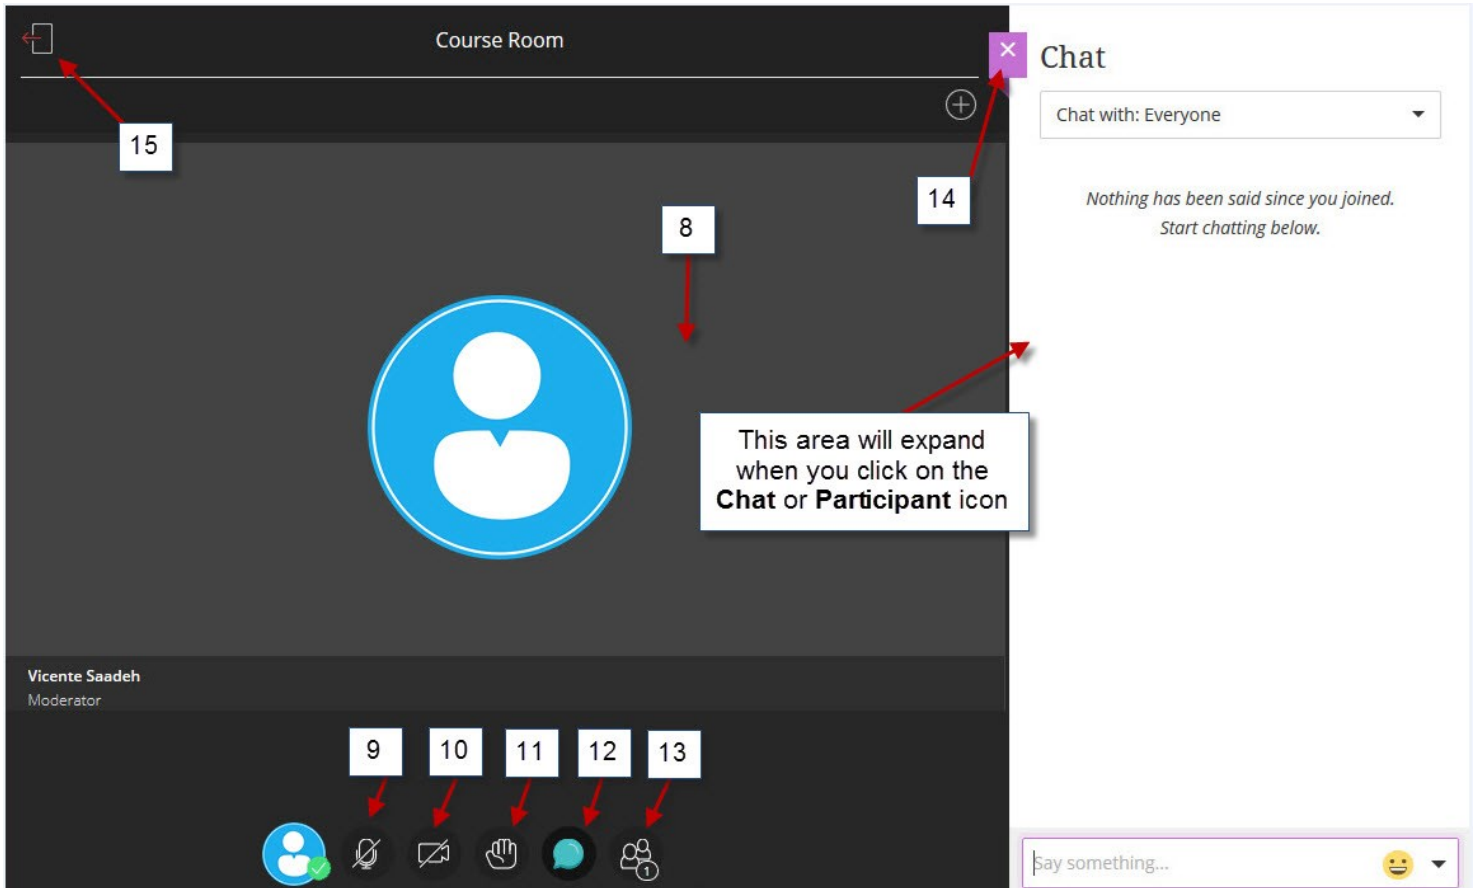 Course Room
15
14
8
This area will expand
when you click on the
Chat or Participant icon
Vicente Saadeh
Moderator
9
10
11
12
13
1
Chat
Chat with: Everyone
Nothing has been said since you joined.
Start chatting below.
Say something...